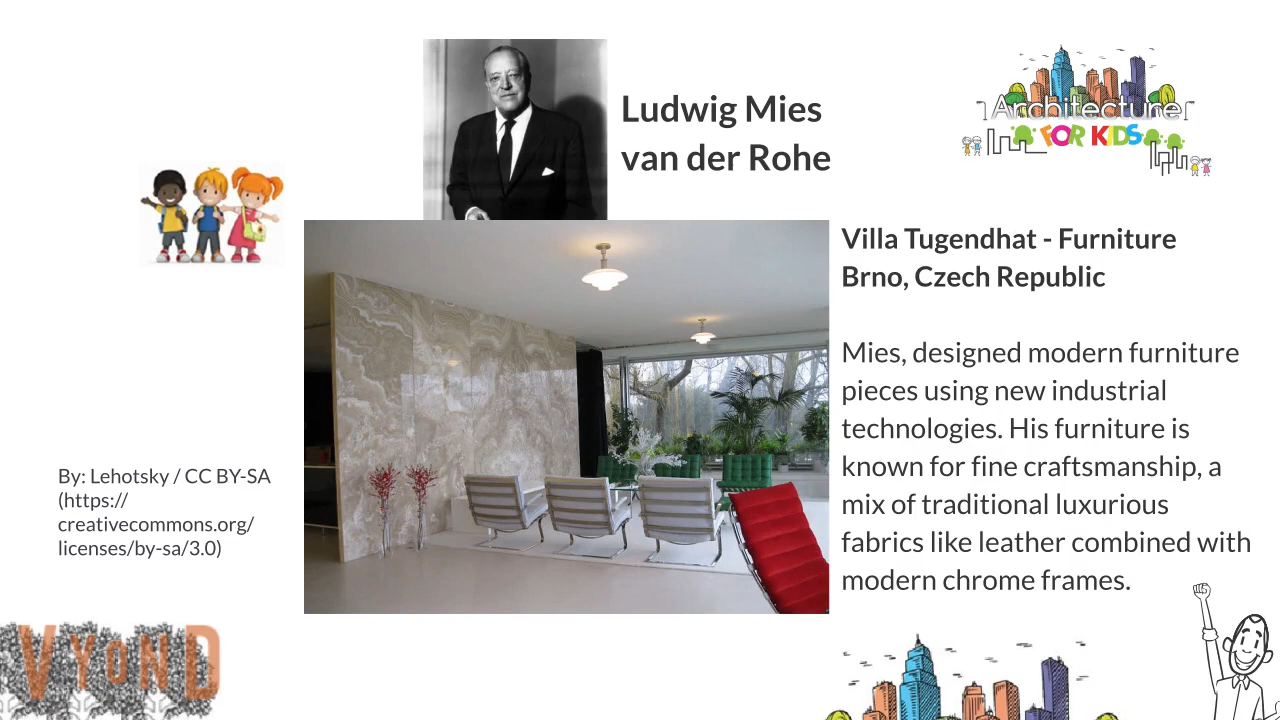 Ludwig Mies
van der Rohe
Architecture
FOR KIDS
Villa Tugendhat - Furniture
Brno, Czech Republic
Mies, designed modern furniture
pieces using new industrial
technologies. His furniture is
known for fine craftsmanship, a
mix of traditional luxurious
fabrics like leather combined with
modern chrome frames.
By: Lehotsky / CC BY-SA
(https://
creativecommons.org/
licenses/by-sa/3.0)
VYOND